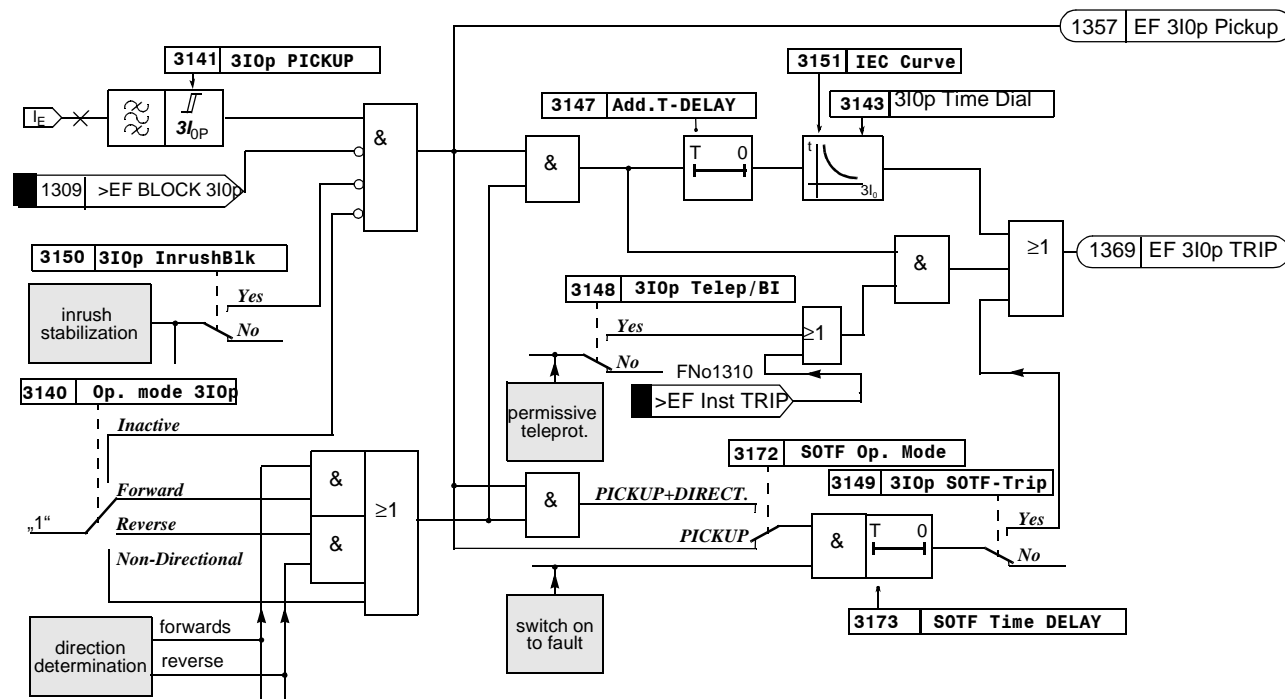 1357 EF 3I0p Pickup
3141 3I0p PICKUP
3151 IEC Curve
3147 Add.T-DELAY
3143 3I0p Time Dial
IE
3I0P
&
&
T 0
t
3I0
1309 >EF BLOCK 3I0p
≥1
1369 EF 3I0p TRIP
&
3150 3I0p InrushBlk
3148 3I0p Telep/BI
Yes
inrush
stabilization
No
Yes
≥1
No
FNo1310
>EF Inst TRIP
3140 Op. mode 3I0p
permissive
teleprot.
Inactive
3172 SOTF Op. Mode
&
3149 3I0p SOTF-Trip
Forward
≥1
&
PICKUP+DIRECT.
„1“
Reverse
&
PICKUP
&
T 0
Yes
No
Non-Directional
switch on
to fault
3173 SOTF Time DELAY
direction
determination
forwards
reverse